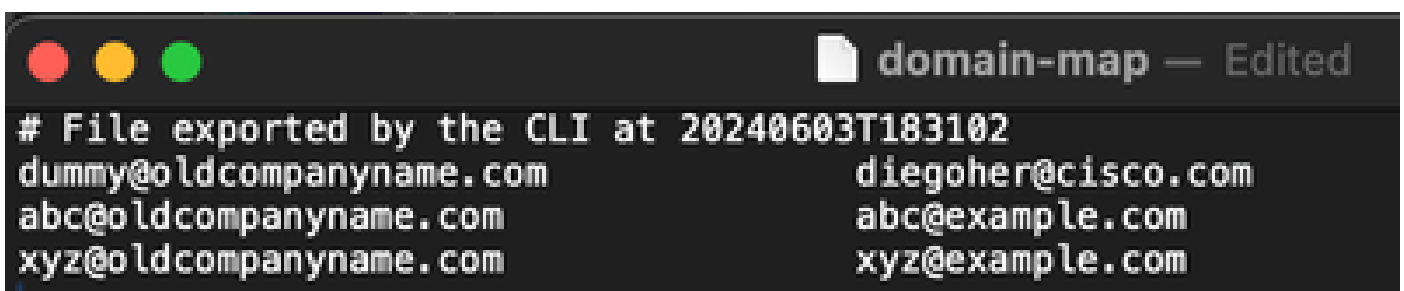 domain-map — Edited
# File exported by the CLI at 20240603T183102
dummy@oldcompanyname.com diegoher@cisco.com
abc@oldcompanyname.com abc@example.com
xyz@oldcompanyname.com xyz@example.com